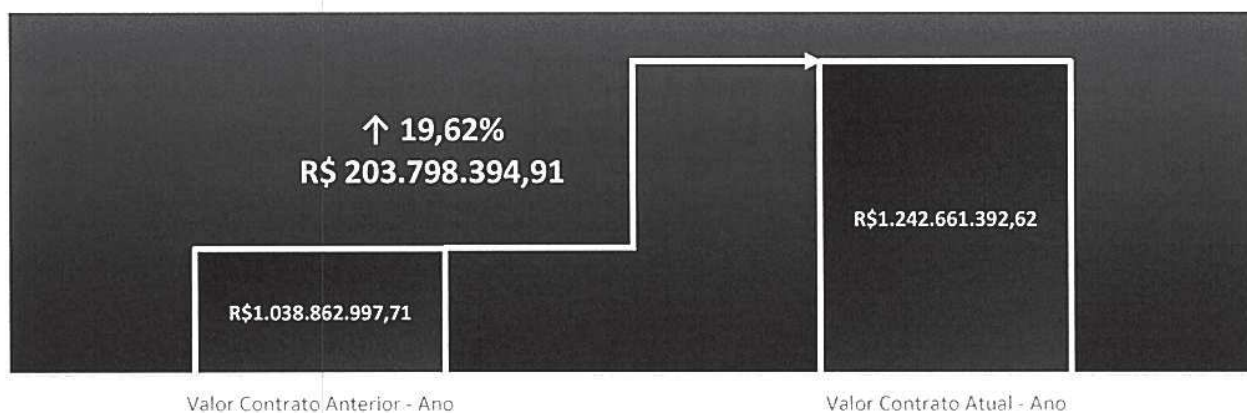 ↑ 19,62%
R$ 203.798.394,91
R$1.242.661.392,62
R$1.038.862.997,71
Valor Contrato Anterior - Ano
Valor Contrato Atual - Ano